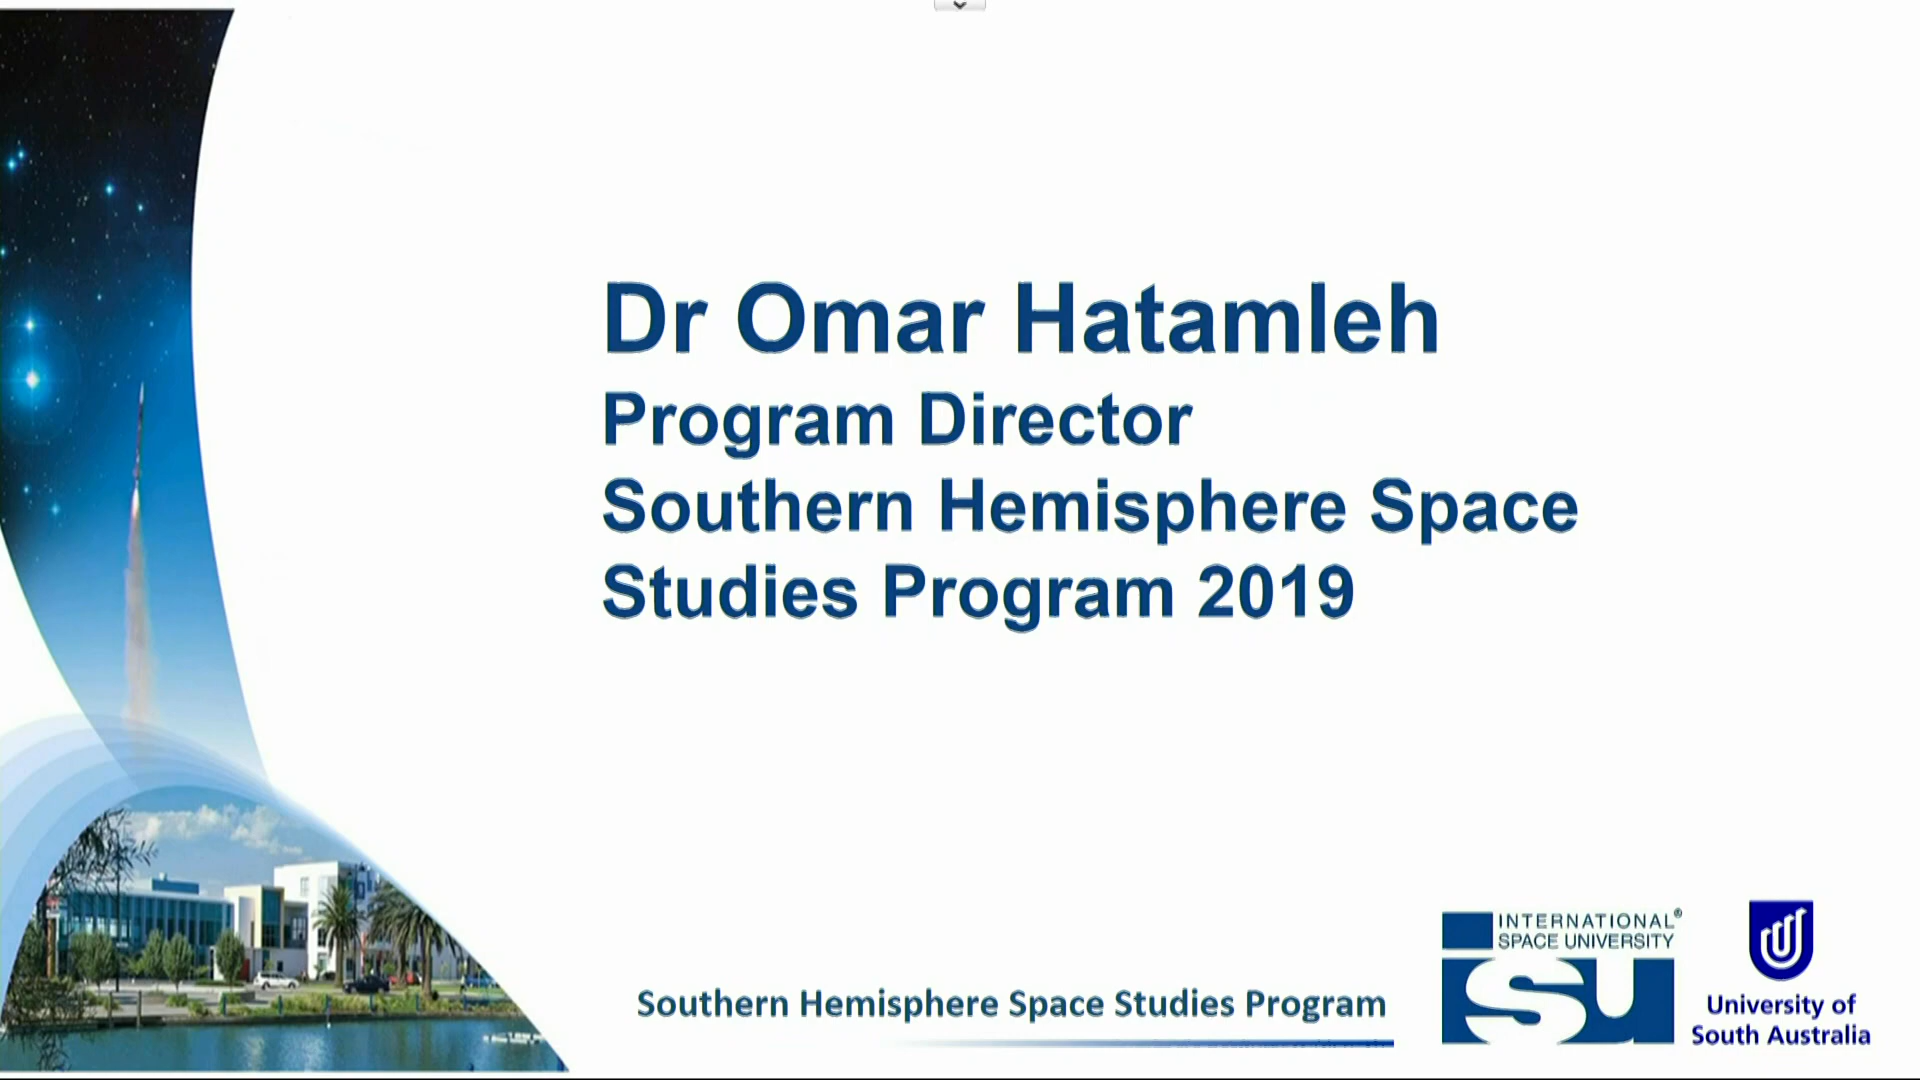 Dr Omar Hatamleh
Program Director
Southern Hemisphere Space
Studies Program 2019
Southern Hemisphere Space Studies Program
INTERNATIONAL®
SPACE UNIVERSITY
isu
University of
South Australia